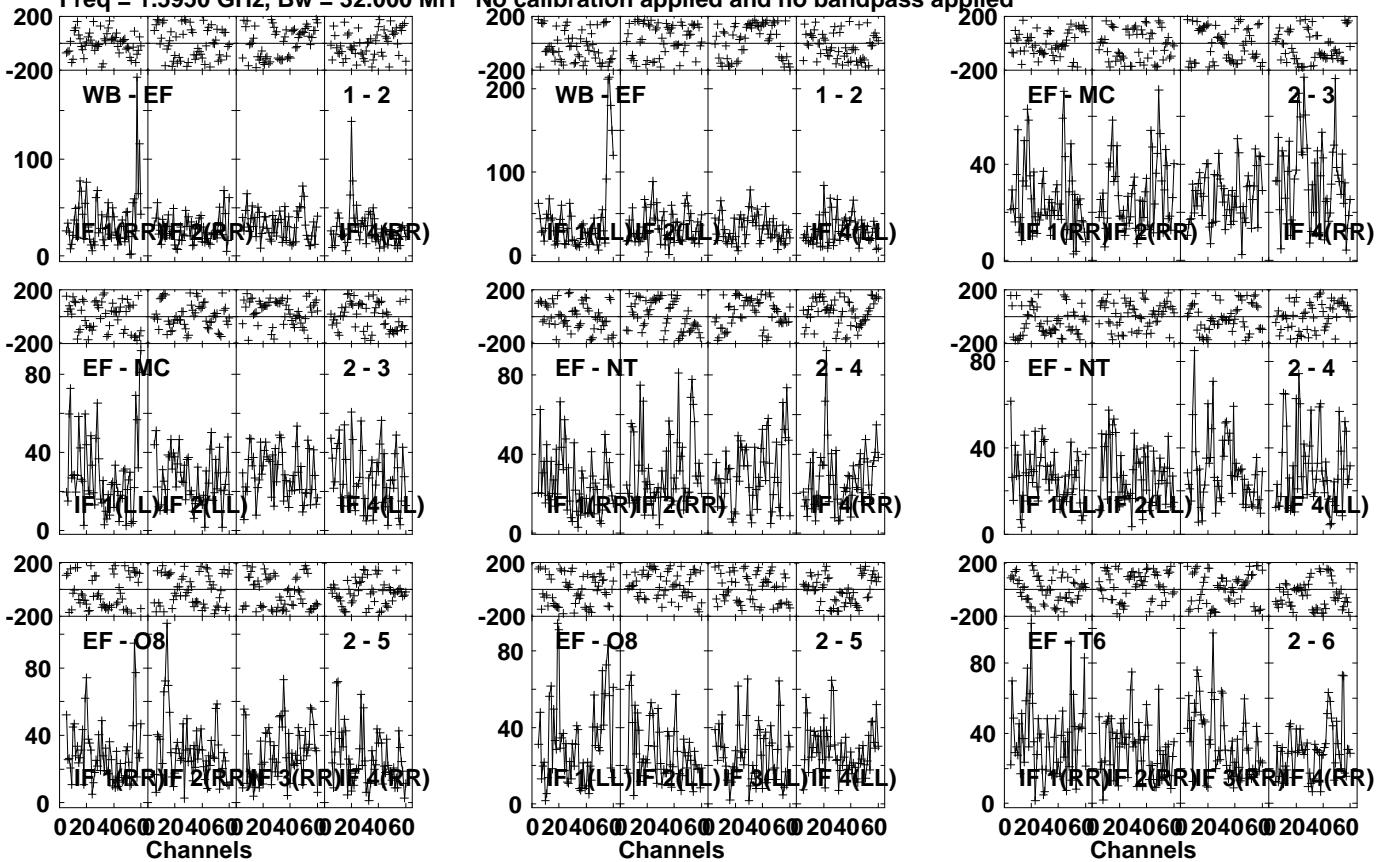 Freq = 1.5950 GHz, Bw = 32.000 MH No calibration applied and no bandpass applied
200 200 200
-200 -200 -200
WB - EF 1 - 2 WB - EF 1 - 2 EF - MC 2 - 3
200
100 100 40
IF 1(RR) IF 2(RR) IF 4(RR) IF 1(LL) IF 2(LL) IF 4(LL) IF 1(RR) IF 2(RR) IF 4(RR)
0 0 0
200 200 200
-200 -200 -200
EF - MC 2 - 3 EF - NT 2 - 4 EF - NT 2 - 4
80 80 80
40 40 40
IF 1(LL) IF 2(LL) IF 4(LL) IF 1(RR) IF 2(RR) IF 4(RR) IF 1(LL) IF 2(LL) IF 4(LL)
0 0 0
200 200 200
-200 -200 -200
EF - O8 2 - 5 EF - O8 2 - 5 EF - T6 2 - 6
80 80 80
40 40 40
IF 1(RR) IF 2(RR) IF 3(RR) IF 4(RR) IF 1(LL) IF 2(LL) IF 3(LL) IF 4(LL) IF 1(RR) IF 2(RR) IF 3(RR) IF 4(RR)
0 0 0
0 20 40 60 0 20 40 60 0 20 40 60 0 20 40 60 0 20 40 60 0 20 40 60 0 20 40 60 0 20 40 60 0 20 40 60 0 20 40 60 0 20 40 60 0 20 40 60
Channels Channels Channels